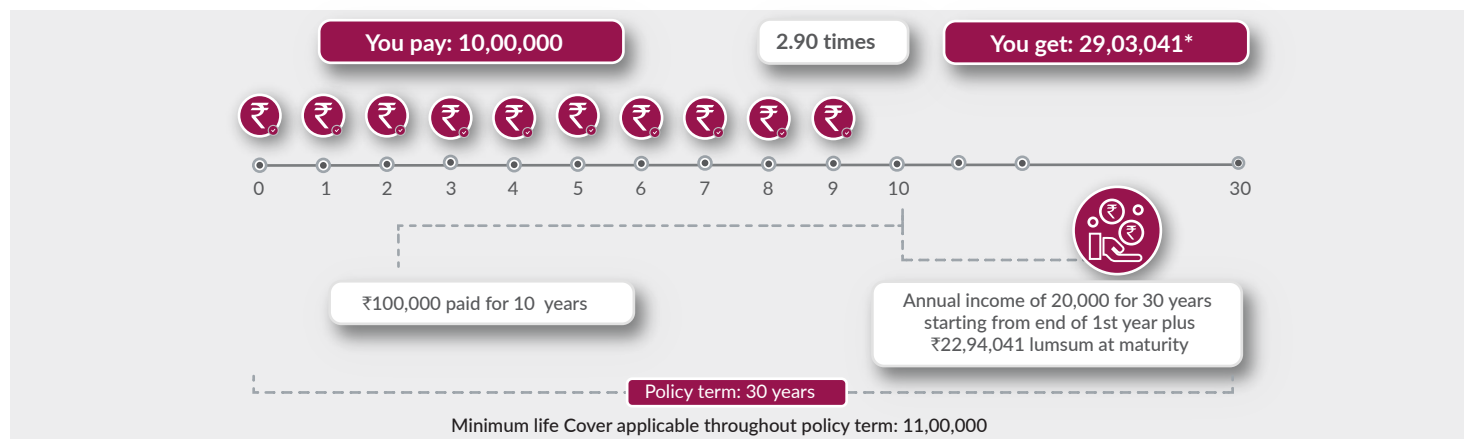 You pay: 10,00,000
2.90 times
You get: 29,03,041*
₹ ₹ ₹ ₹ ₹ ₹ ₹ ₹ ₹ ₹
0 1 2 3 4 5 6 7 8 9 10 30
₹ ₹
₹100,000 paid for 10 years
Annual income of 20,000 for 30 years
starting from end of 1st year plus
₹22,94,041 lumsum at maturity
Policy term: 30 years
Minimum life Cover applicable throughout policy term: 11,00,000